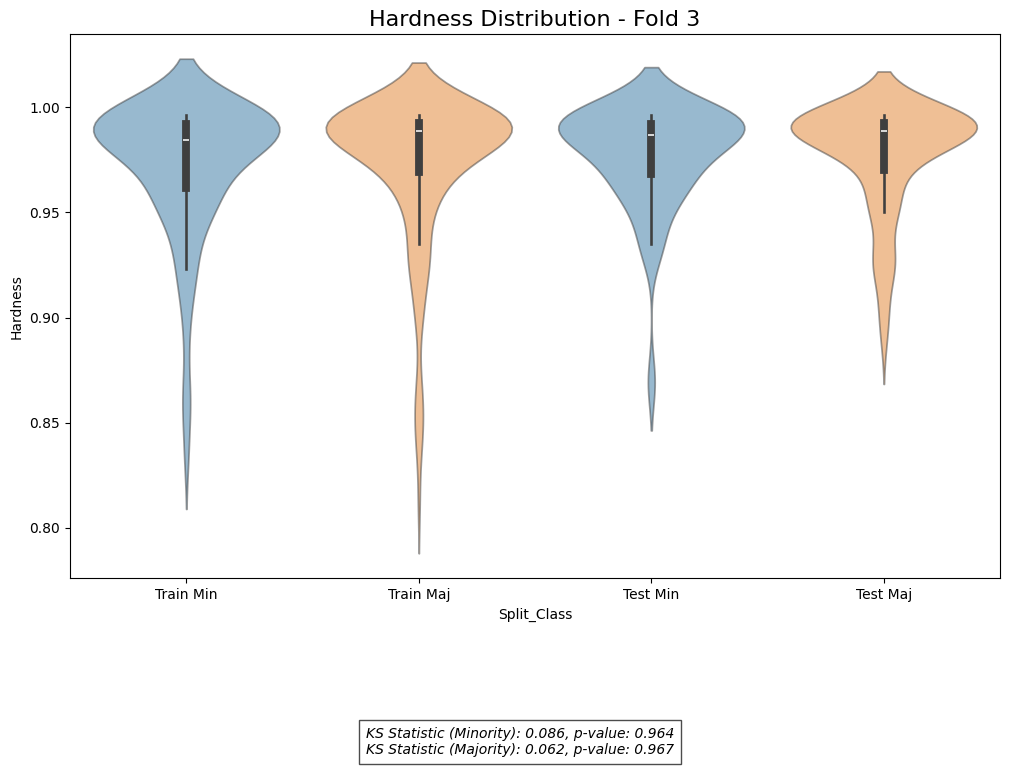 Hardness Distribution - Fold 3
Hardness
1.00
0.95
0.90
0.85
0.80
Train Min
Train Maj
Test Min
Test Maj
Split_Class
KS Statistic (Minority): 0.086, p-value: 0.964
KS Statistic (Majority): 0.062, p-value: 0.967